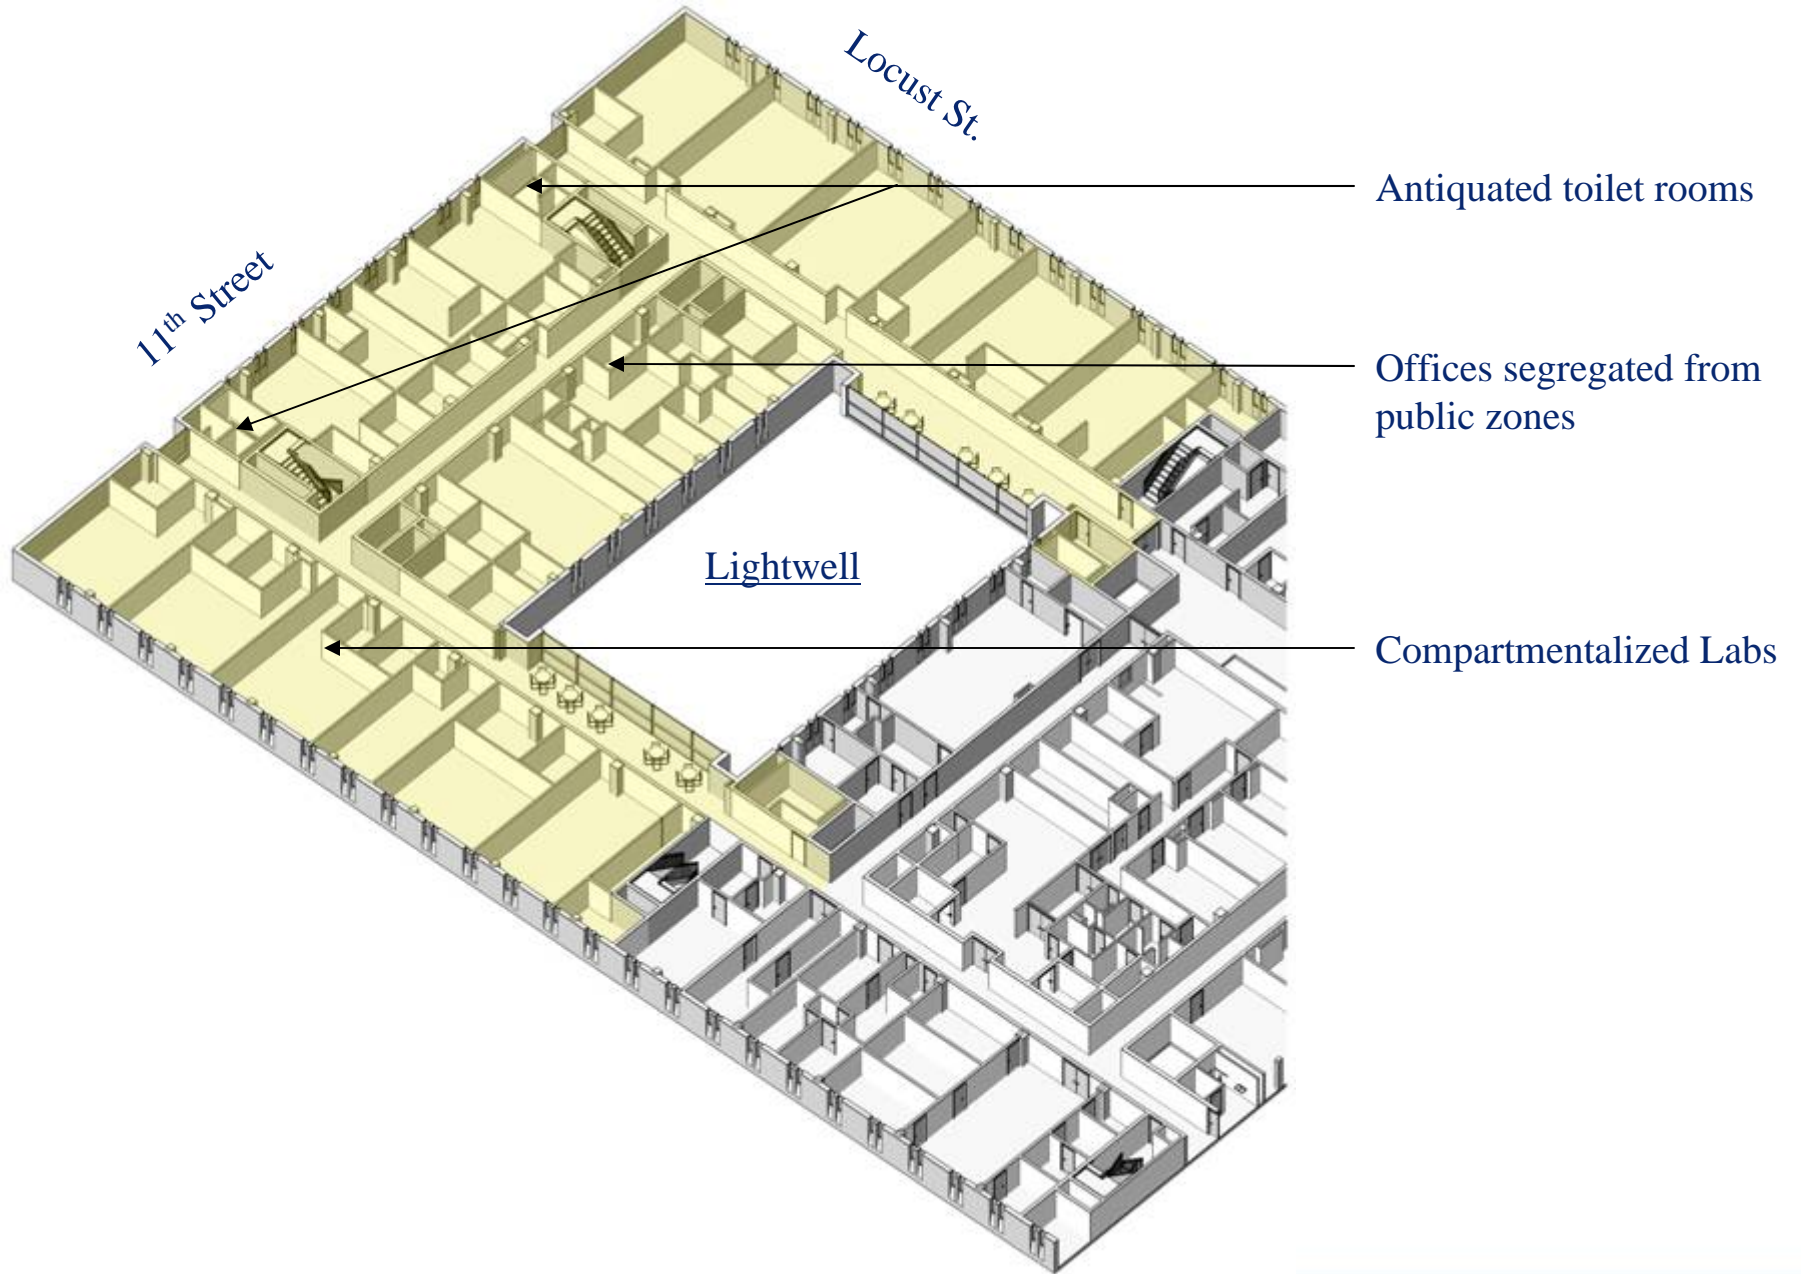 Locust St.
Antiquated toilet rooms
11th Street
Offices segregated from
public zones
Lightwell
Compartmentalized Labs